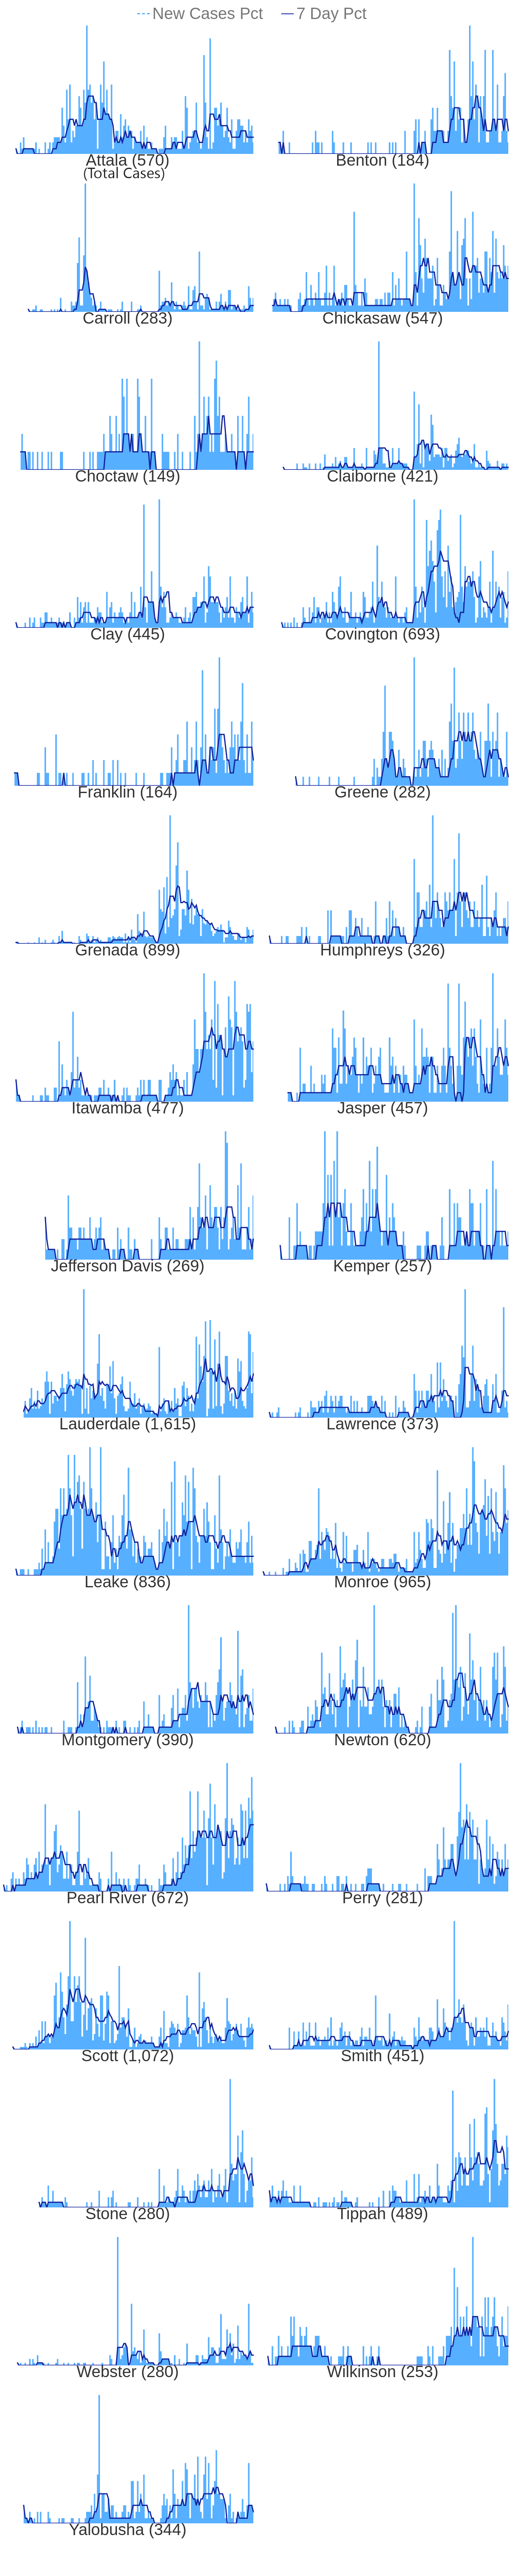 New Cases Pct 7 Day Pct
Attala (570) Benton (184)
(Total Cases)
Carroll (283) Chickasaw (547)
Choctaw (149) Claiborne (421)
Clay (445) Covington (693)
Franklin (164) Greene (282)
Grenada (899) Humphreys (326)
Itawamba (477) Jasper (457)
Jefferson Davis (269) Kemper (257)
Lauderdale (1,615) Lawrence (373)
Leake (836) Monroe (965)
Montgomery (390) Newton (620)
Pearl River (672) Perry (281)
Scott (1,072) Smith (451)
Stone (280) Tippah (489)
Webster (280) Wilkinson (253)
Yalobusha (344)